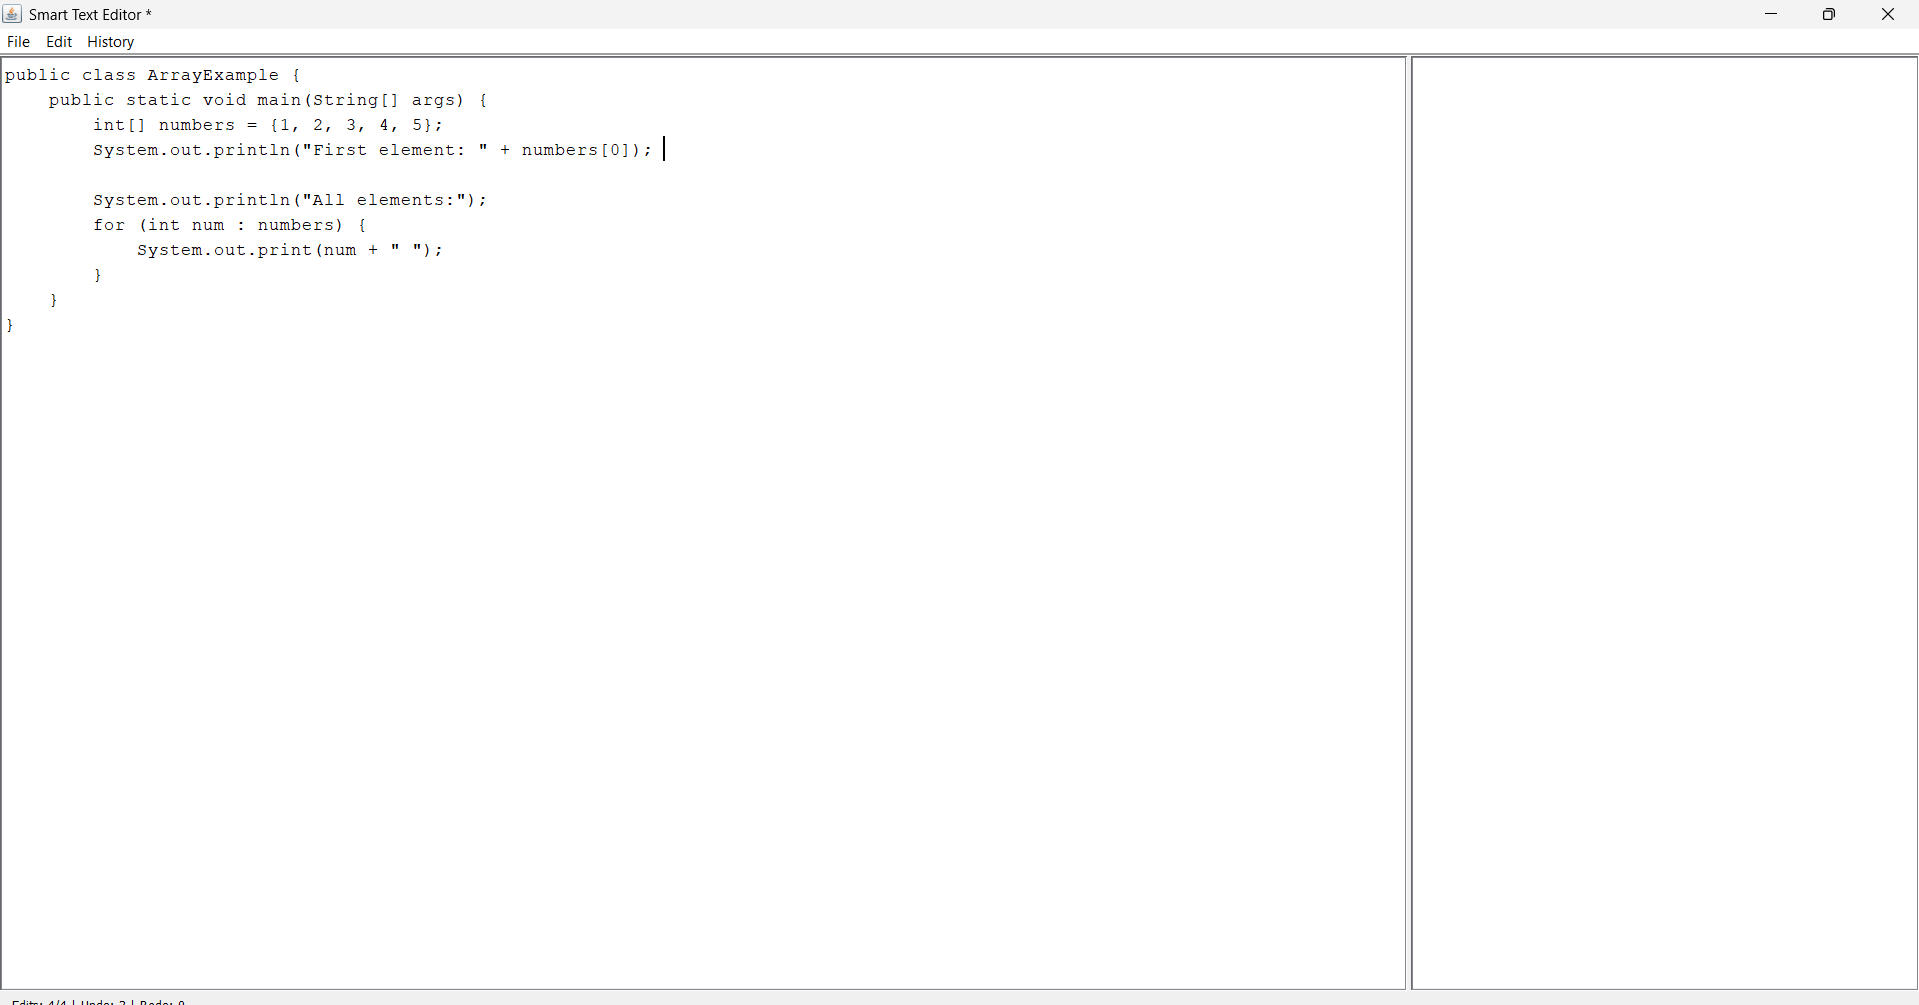 Smart Text Editor *
File Edit History
public class ArrayExample {
    public static void main(String[] args) {
        int[] numbers = {1, 2, 3, 4, 5};
        System.out.println("First element: " + numbers[0]);

        System.out.println("All elements:");
        for (int num : numbers) {
            System.out.print(num + " ");
        }
    }
}
Edits: 4/4 | Undo: | Redo: